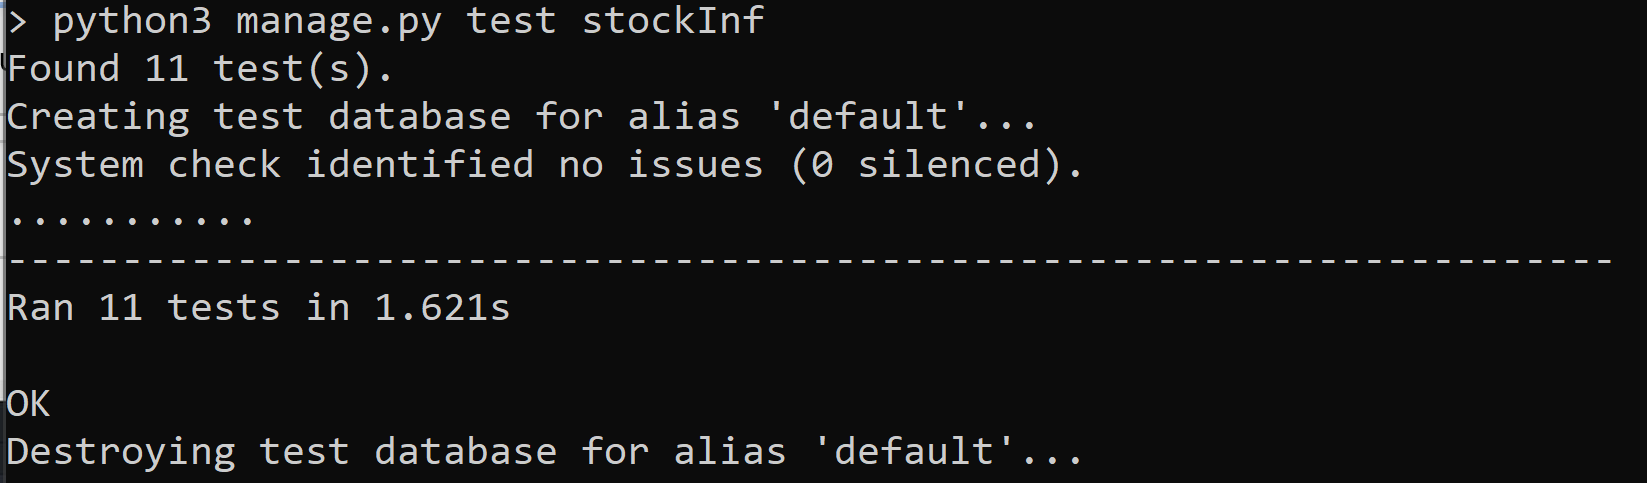 > python3 manage.py test stockInf
Found 11 test(s).
Creating test database for alias 'default'...
System check identified no issues (0 silenced).
...........
----------------------------------------------------------------------
Ran 11 tests in 1.621s
OK
Destroying test database for alias 'default'...